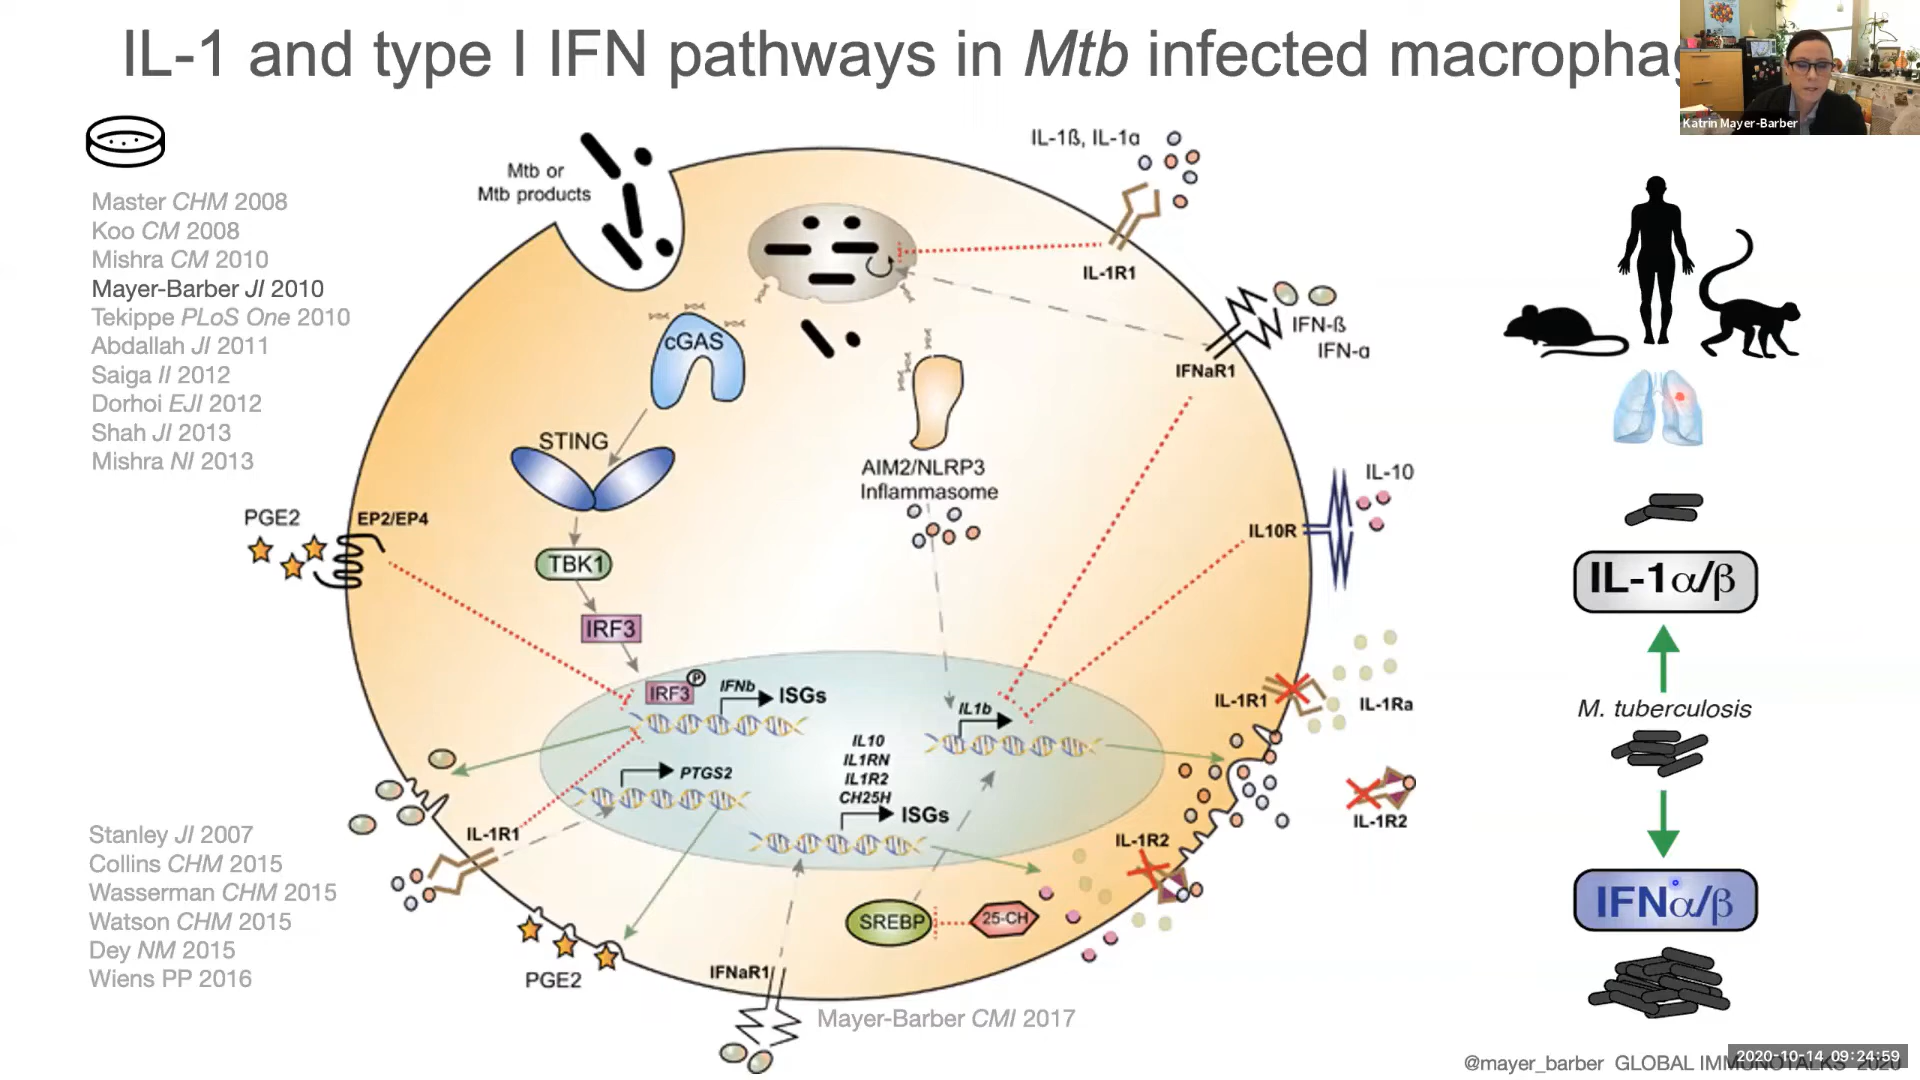 IL-1 and type I IFN pathways in Mtb infected
Katrin Mayer-Barber
Master CHM 2008
Koo CM 2008
Mishra CM 2010
Mayer-Barber JI 2010
Tekippe PLoS One 2010
Abdallah JI 2011
Saiga II 2012
Dorhoi EJI 2012
Shah JI 2013
Mishra NI 2013
Mtb or
Mtb products
IL-1ß, IL-1α
IL-1R1
IFN-ß
IFN-α
IFNaR1
cGAS
STING
AIM2/NLRP3
Inflammasome
IL-10
IL10R
PGE2
EP2/EP4
TBK1
IRF3
IRF3
P
IFNb
ISGs
IL1b
IL-1R1
IL-1Ra
PTGS2
IL10
IL1RN
IL1R2
CH25H
ISGs
IL-1R2
IL-1R1
IL-1R2
SREBP
25-CH
PGE2
IFNaR1
Stanley JI 2007
Collins CHM 2015
Wasserman CHM 2015
Watson CHM 2015
Dey NM 2015
Wiens PP 2016
Mayer-Barber CMI 2017
IL-1α/β
M. tuberculosis
IFNα/β
@mayer_barber GLOBAL IMMUNOTALKS 2020
2020-10-14 09:24:59